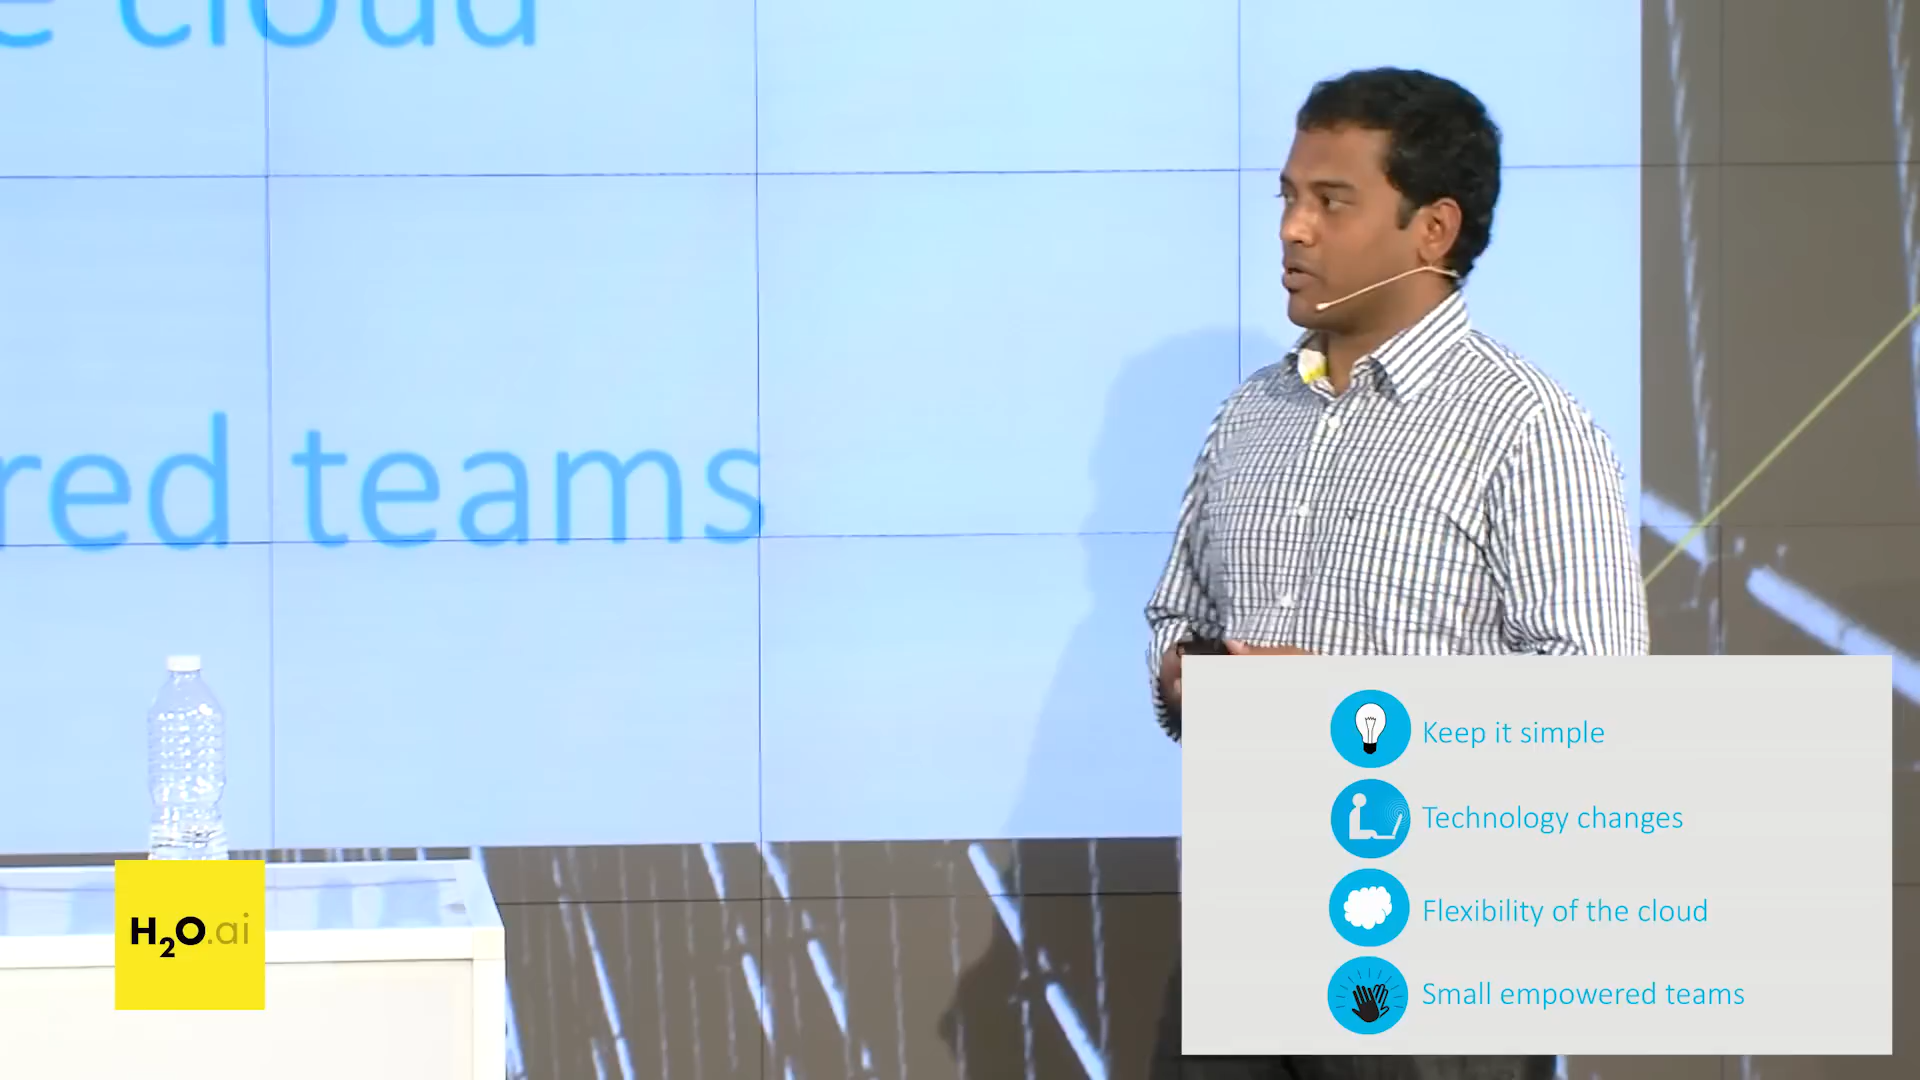 e cloud
red teams
H2O.ai
Keep it simple
Technology changes
Flexibility of the cloud
Small empowered teams